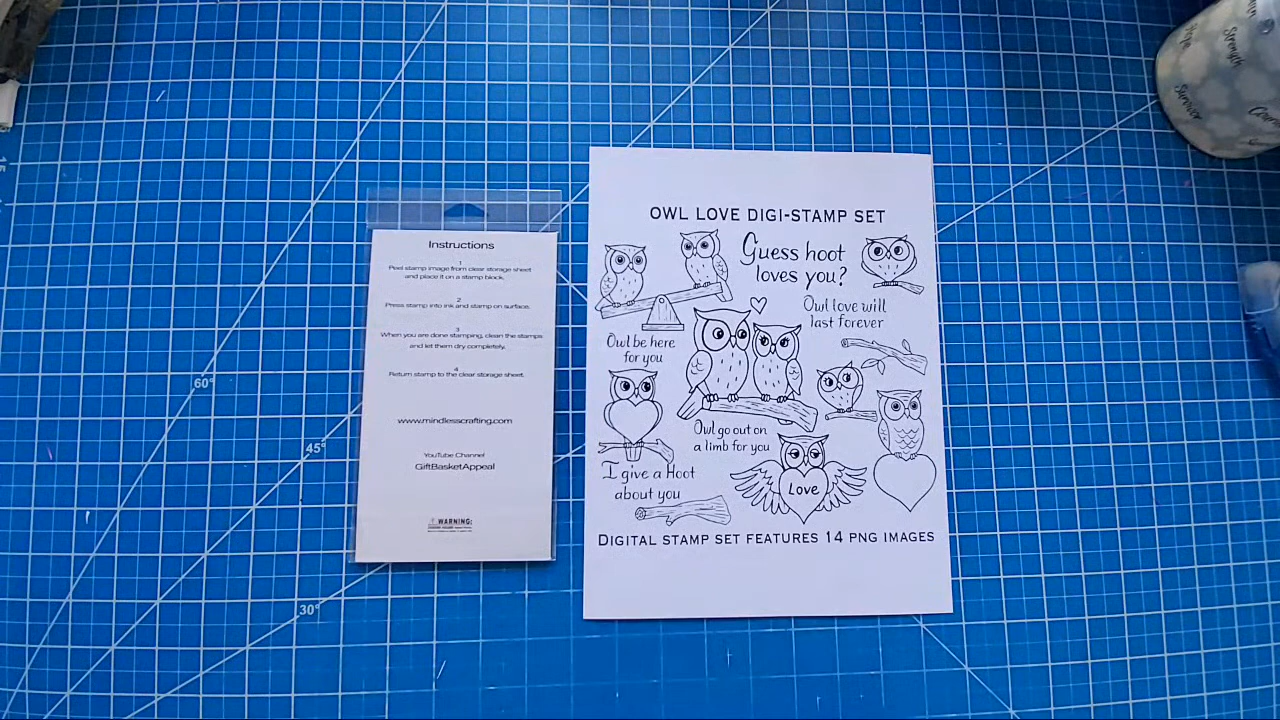 Instructions
1
Peel stamp image from clear storage sheet
and place it on a stamp block.
2
Press stamp into ink and stamp on surface.
3
When you are done stamping, clean the stamps
and let them dry completely.
4
Return stamp to the clear storage sheet.
www.mindlesscrafting.com
YouTube Channel
GiftBasketAppeal
WARNING:
OWL LOVE DIGI-STAMP SET
Guess hoot
loves you?
Owl love will
last forever
Owl be here
for you
Owl go out on
a limb for you
I give a Hoot
about you
Love
DIGITAL STAMP SET FEATURES 14 PNG IMAGES
60°
45°
30°
Strength
Survivor